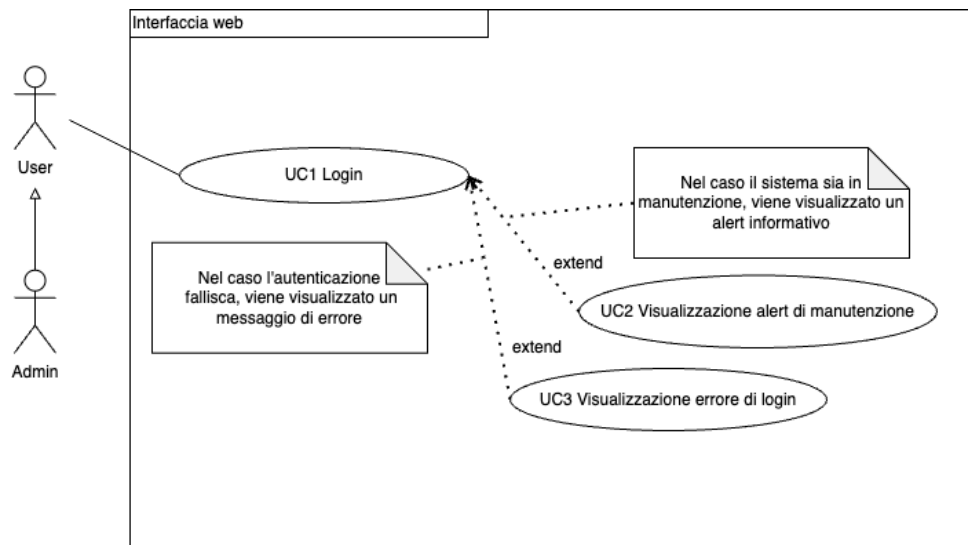 Interfaccia web
User
UC1 Login
Nel caso il sistema sia in
manutenzione, viene visualizzato un
alert informativo
Nel caso l'autenticazione
fallisca, viene visualizzato un
messaggio di errore
extend
UC2 Visualizzazione alert di manutenzione
extend
Admin
UC3 Visualizzazione errore di login